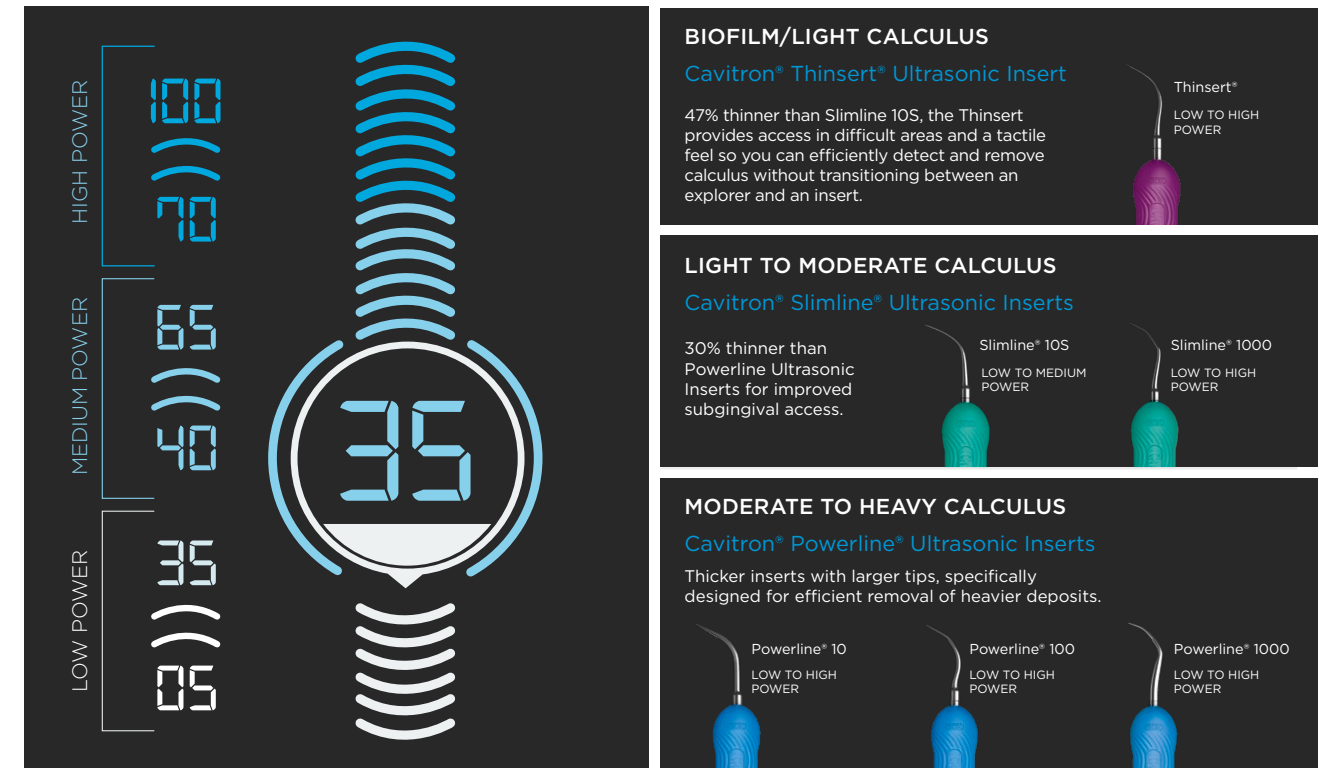 HIGH POWER
100
70
MEDIUM POWER
65
40
LOW POWER
35
05
35
BIOFILM/LIGHT CALCULUS
Cavitron® Thinsert® Ultrasonic Insert
47% thinner than Slimline 10S, the Thinsert
provides access in difficult areas and a tactile
feel so you can efficiently detect and remove
calculus without transitioning between an
explorer and an insert.
Thinsert®
LOW TO HIGH
POWER
LIGHT TO MODERATE CALCULUS
Cavitron® Slimline® Ultrasonic Inserts
30% thinner than
Powerline Ultrasonic
Inserts for improved
subgingival access.
Slimline® 10S
LOW TO MEDIUM
POWER
Slimline® 1000
LOW TO HIGH
POWER
MODERATE TO HEAVY CALCULUS
Cavitron® Powerline® Ultrasonic Inserts
Thicker inserts with larger tips, specifically
designed for efficient removal of heavier deposits.
Powerline® 10
LOW TO HIGH
POWER
Powerline® 100
LOW TO HIGH
POWER
Powerline® 1000
LOW TO HIGH
POWER